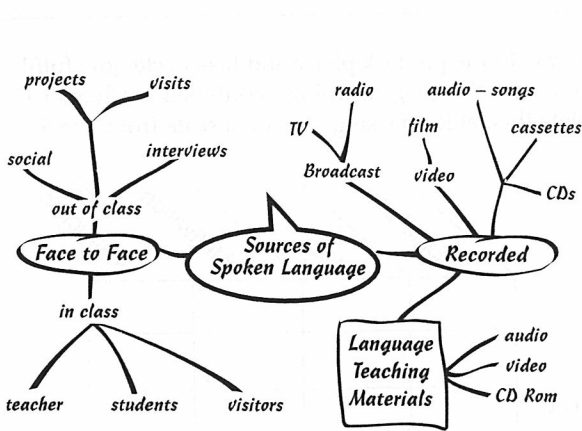 projects
visits
social
interviews
out of class
Face to Face
in class
teacher
students
visitors
Sources of
Spoken Language
radio
TV
Broadcast
film
video
audio – songs
cassettes
CDs
Recorded
Language
Teaching
Materials
audio
video
CD Rom